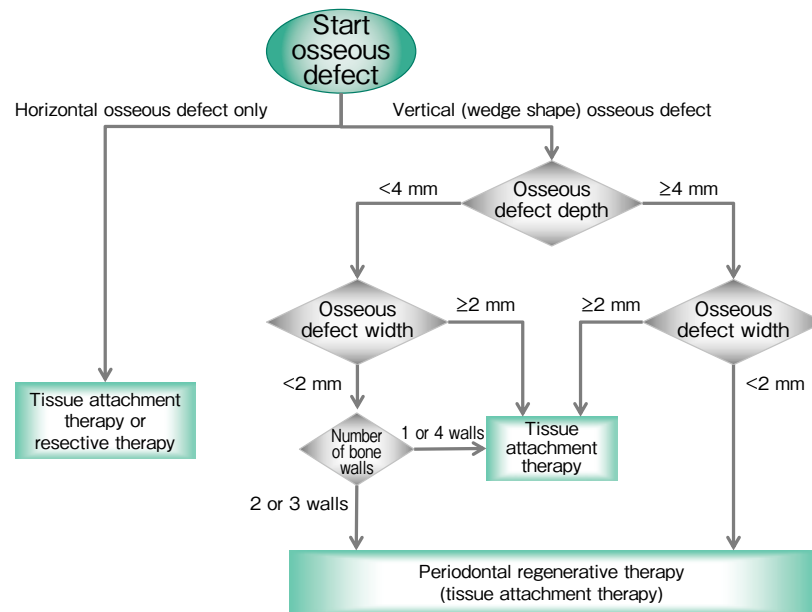 Start
osseous
defect
Horizontal osseous defect only
Vertical (wedge shape) osseous defect
<4 mm
Osseous
defect depth
≥4 mm
Osseous
defect width
≥2 mm
≥2 mm
Osseous
defect width
<2 mm
<2 mm
Tissue attachment
therapy or
resective therapy
Number
of bone
walls
1 or 4 walls
Tissue
attachment
therapy
2 or 3 walls
Periodontal regenerative therapy
(tissue attachment therapy)